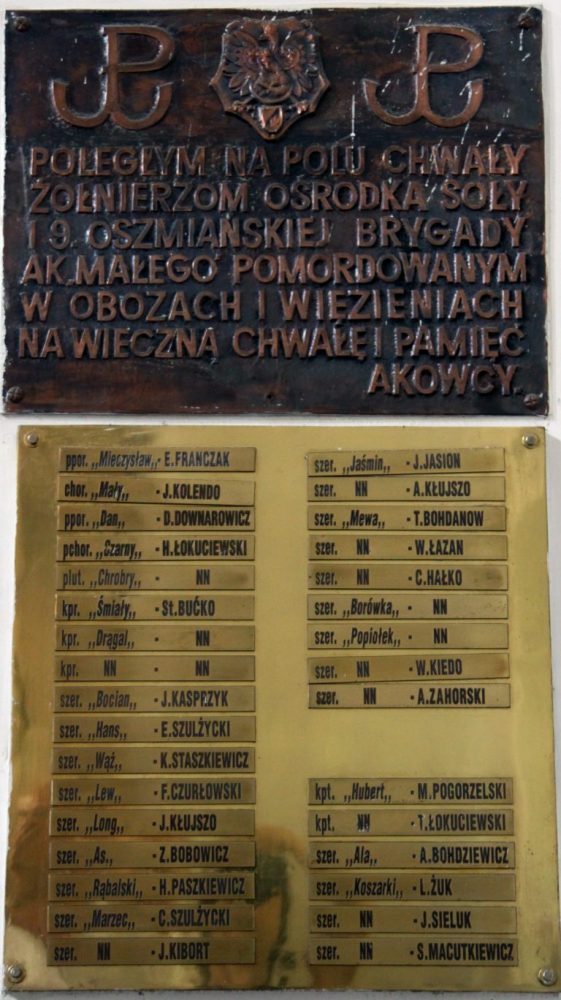 POLEGŁYM NA POLU CHWAŁY
ŻOŁNIERZOM OŚRODKA SOŁY
I 9. OSZMIAŃSKIEJ BRYGADY
AK.MAŁEGO POMORDOWANYM
W OBOZACH I WIĘZIENIACH
NA WIECZNĄ CHWAŁĘ I PAMIĘĆ
AKOWCY.
ppor. ,,Mieczysław,, - E.FRANCZAK
chor. ,,Mały,, - J.KOLENDO
ppor. ,,Dan,, - D.DOWNAROWICZ
pchor. ,,Czarny,, - H.ŁOKUCIEWSKI
plut. ,,Chrobry,, - NN
kpr. ,,Śmiały,, - St.BUĆKO
kpr. ,,Drągal,, - NN
kpr. NN - NN
szer. ,,Bocian,, - J.KASPRZYK
szer. ,,Hans,, - E.SZULŻYCKI
szer. ,,Wąż,, - K.STASZKIEWICZ
szer. ,,Lew,, - F.CZURŁOWSKI
szer. ,,Long,, - J.KŁUJSZO
szer. ,,As,, - Z.BOBOWICZ
szer. ,,Rąbalski,, - H.PASZKIEWICZ
szer. ,,Marzec,, - C.SZULŻYCKI
szer. NN - J.KIBORT
szer. ,,Jaśmin,, - J.JASION
szer. NN - A.KŁUJSZO
szer. ,,Mewa,, - T.BOHDANOW
szer. NN - W.ŁAZAN
szer. NN - C.HAŁKO
szer. ,,Borówka,, - NN
szer. ,,Popiołek,, - NN
szer. NN - W.KIEDO
szer. NN - A.ZAHORSKI
kpt. ,,Hubert,, - M.POGORZELSKI
kpt. NN - T.ŁOKUCIEWSKI
szer. ,,Ala,, - A.BOHDZIEWICZ
szer. ,,Koszarki,, - L.ŻUK
szer. NN - J.SIELUK
szer. NN - S.MACUTKIEWICZ